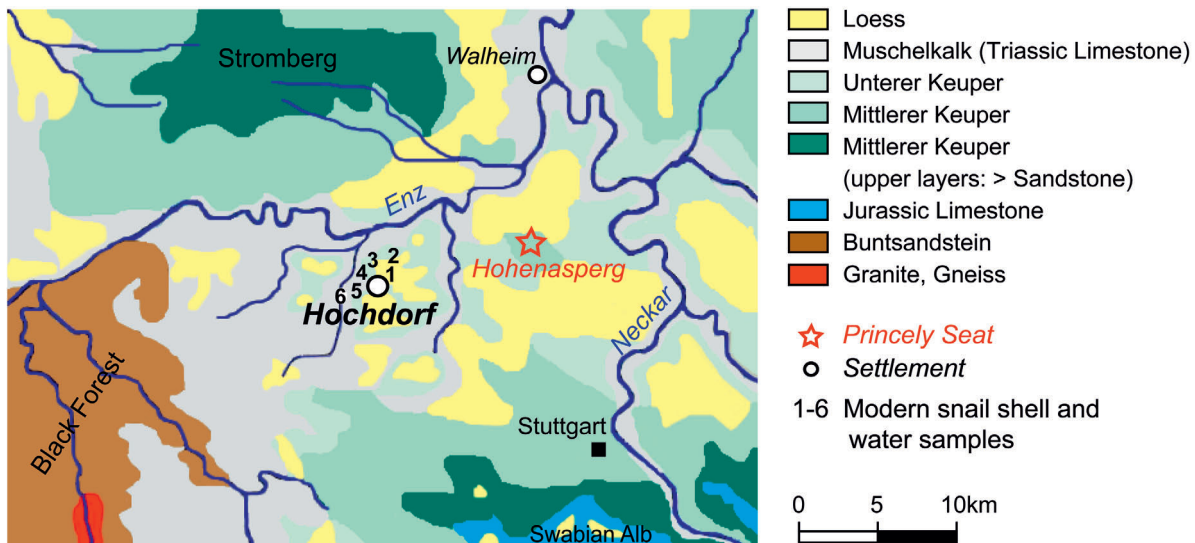 Stromberg
Walheim
Enz
Hohenasperg
3 2
4 1
6 5
Hochdorf
Neckar
Black Forest
Stuttgart
Swabian Alb
Loess
Muschelkalk (Triassic Limestone)
Unterer Keuper
Mittlerer Keuper
Mittlerer Keuper
(upper layers: > Sandstone)
Jurassic Limestone
Buntsandstein
Granite, Gneiss
Princely Seat
Settlement
1-6 Modern snail shell and
water samples
0 5 10km